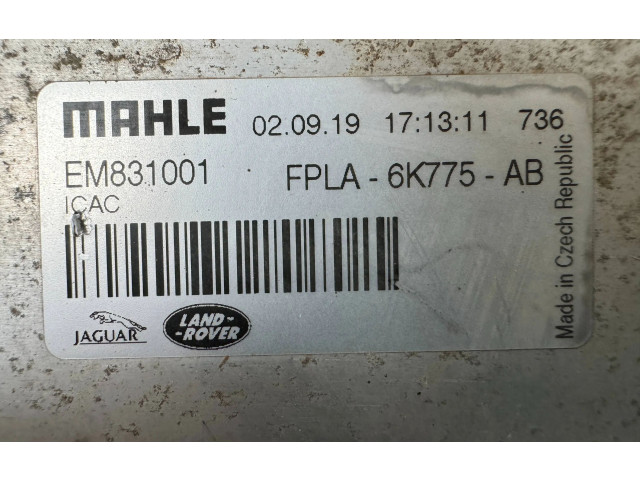 MAHLE 02.09.19 17:13:11 736
EM831001 FPLA - 6K775 - AB
ICAC
JAGUAR
LAND-
-ROVER
Made in Czech Republic